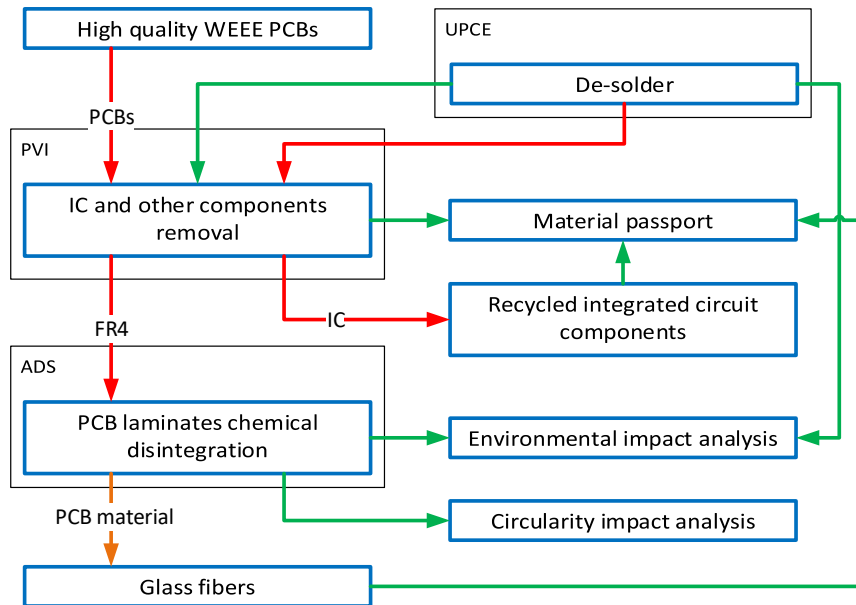 High quality WEEE PCBs
UPCE
De-solder
PCBs
PVI
IC and other components
removal
Material passport
Recycled integrated circuit
components
IC
FR4
ADS
PCB laminates chemical
disintegration
Environmental impact analysis
Circularity impact analysis
PCB material
Glass fibers